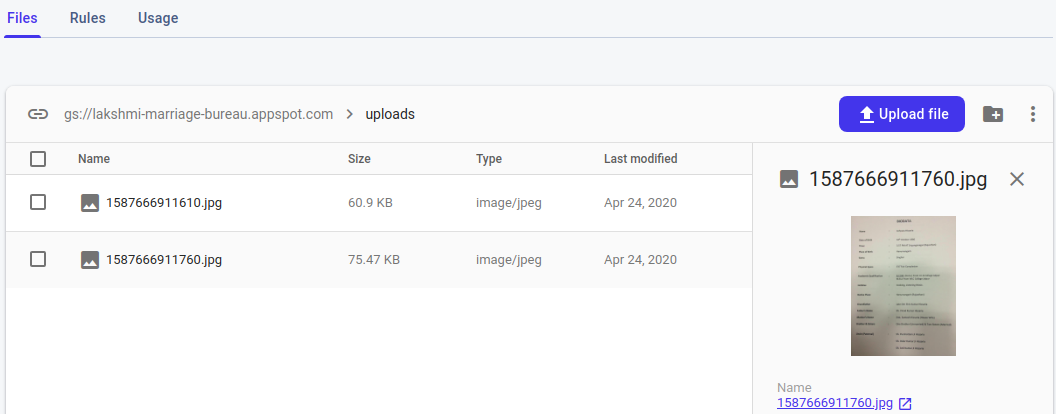 Files Rules Usage
gs://lakshmi-marriage-bureau.appspot.com > uploads
Upload file
Name Size Type Last modified
1587666911610.jpg 60.9 KB image/jpeg Apr 24, 2020
1587666911760.jpg 75.47 KB image/jpeg Apr 24, 2020
1587666911760.jpg
Name
1587666911760.jpg